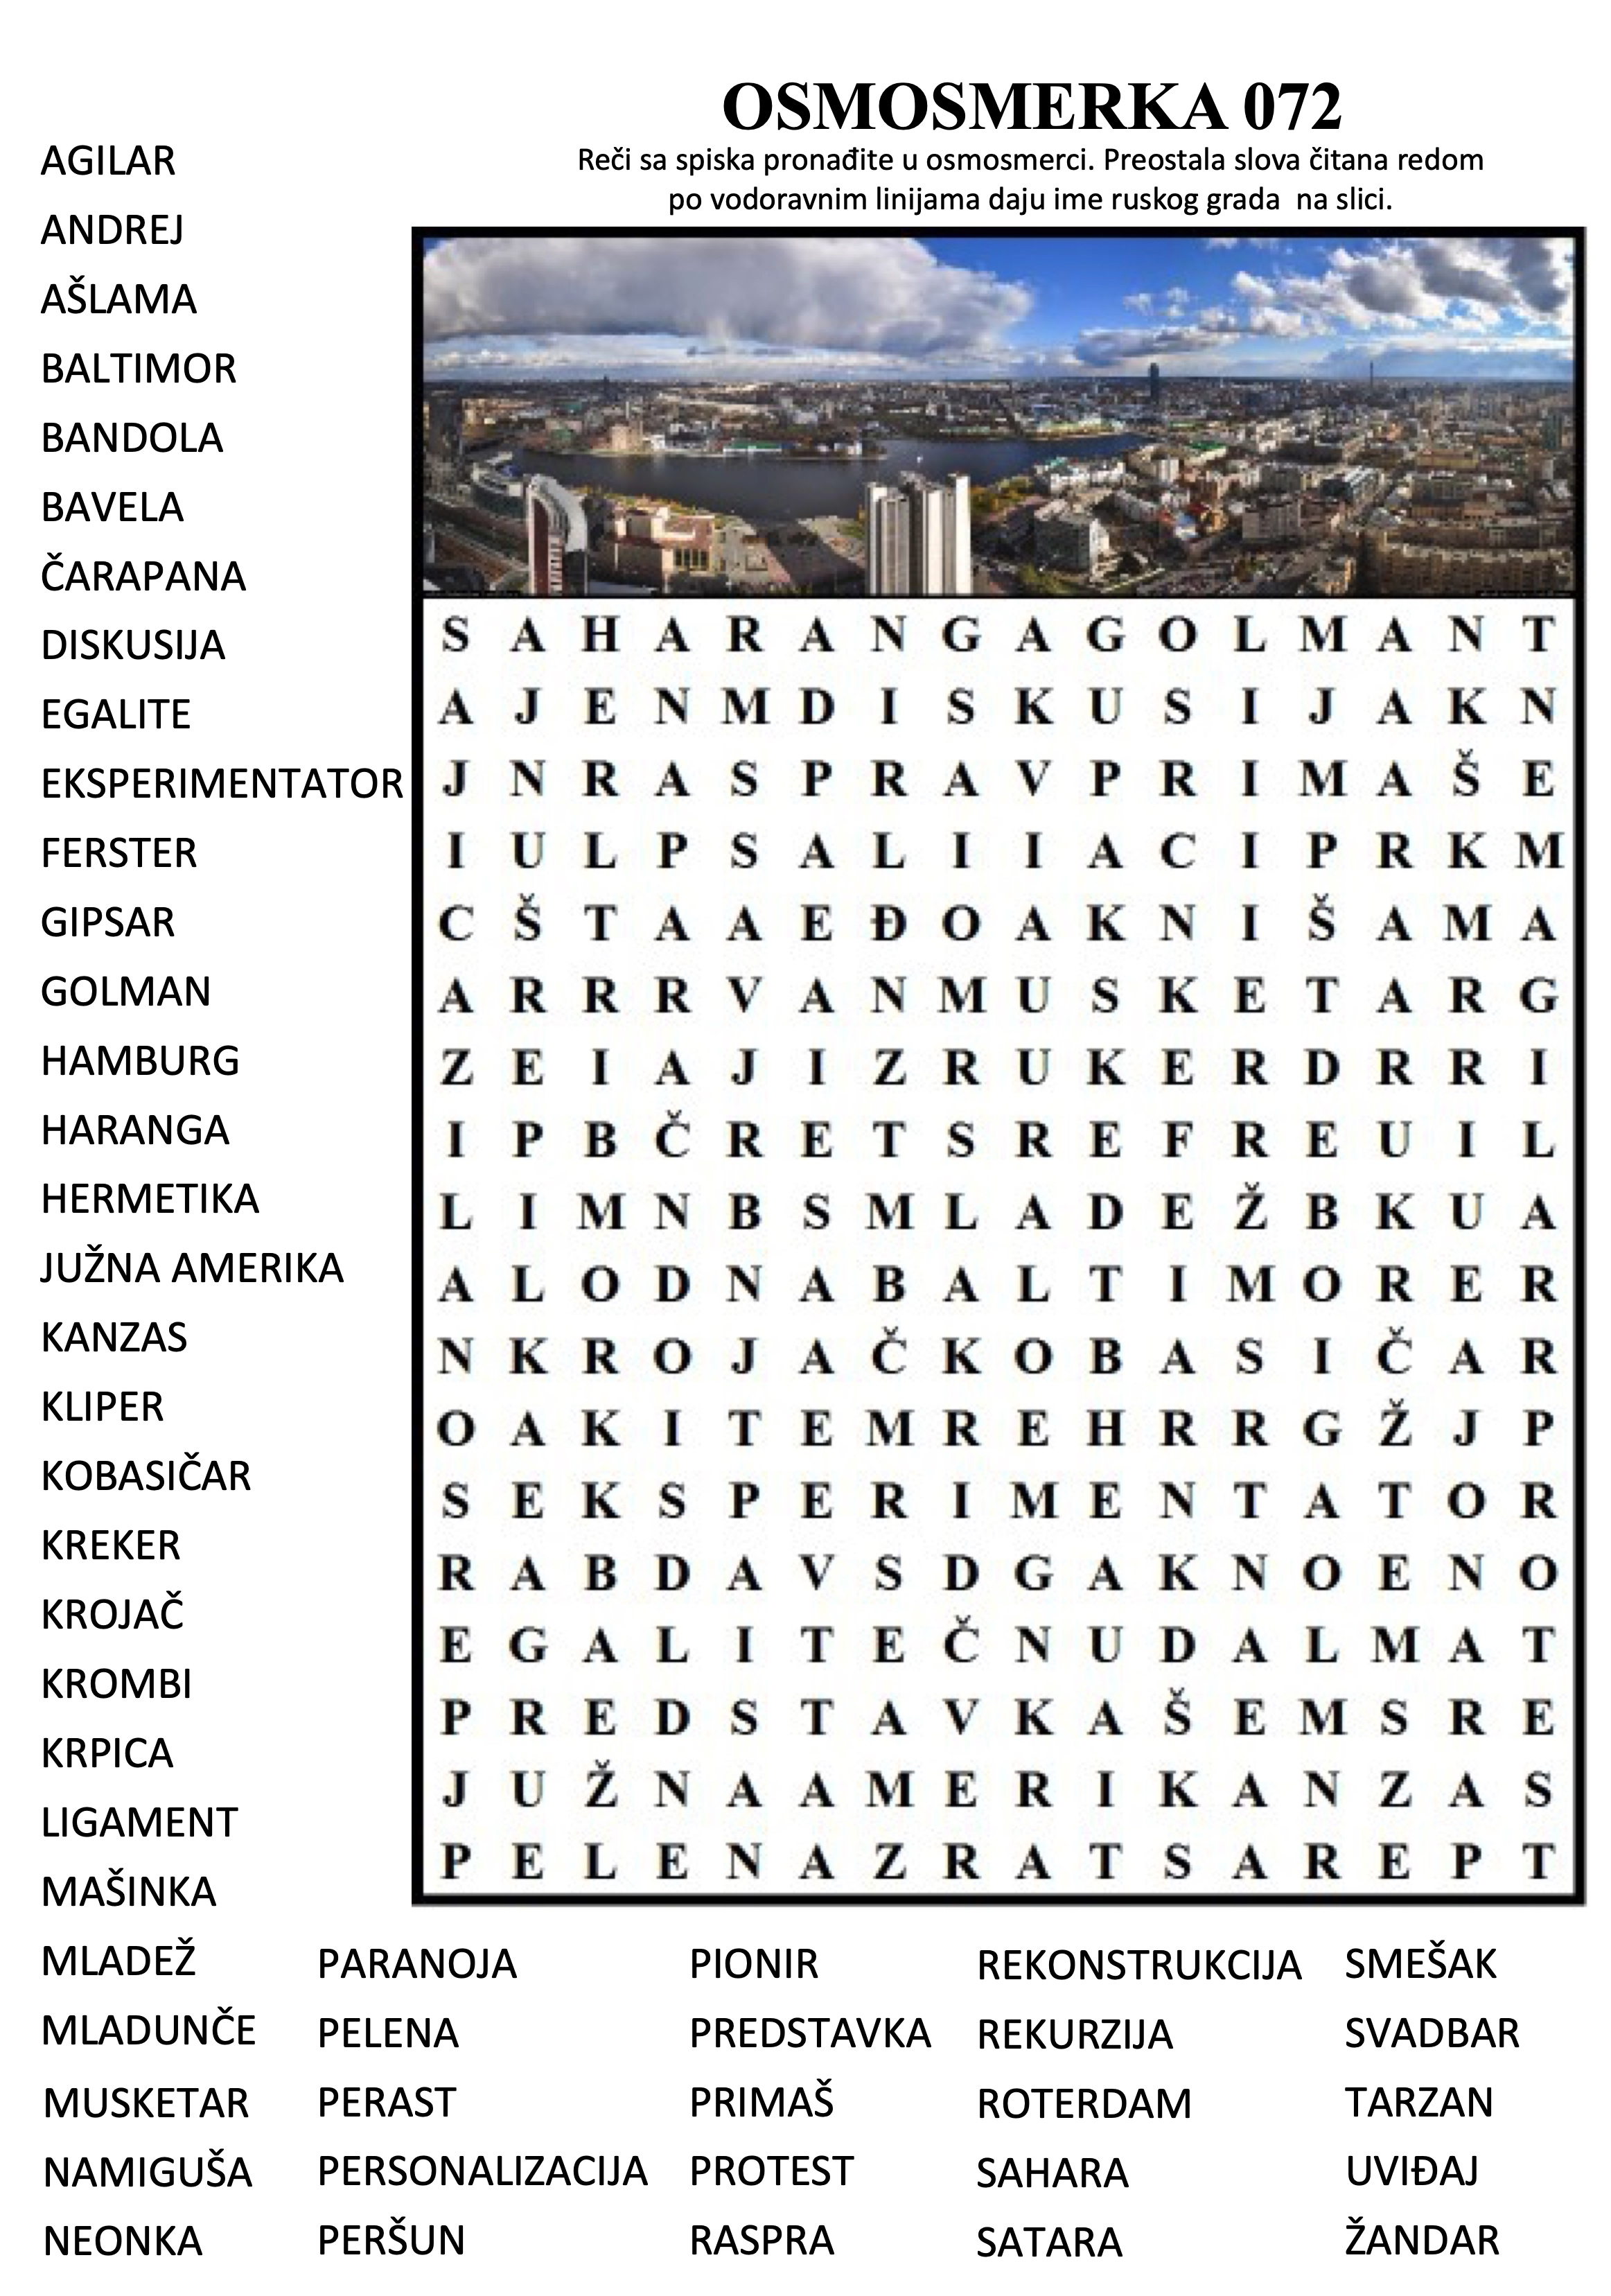 OSMOSMERKA 072
Reči sa spiska pronađite u osmosmerci. Preostala slova čitana redom
po vodoravnim linijama daju ime ruskog grada  na slici.
AGILAR
ANDREJ
AŠLAMA
BALTIMOR
BANDOLA
BAVELA
ČARAPANA
DISKUSIJA
EGALITE
EKSPERIMENTATOR
FERSTER
GIPSAR
GOLMAN
HAMBURG
HARANGA
HERMETIKA
JUŽNA AMERIKA
KANZAS
KLIPER
KOBASIČAR
KREKER
KROJAČ
KROMBI
KRPICA
LIGAMENT
MAŠINKA
MLADEŽ
MLADUNČE
MUSKETAR
NAMIGUŠA
NEONKA
S A H A R A N G A G O L M A N T
A J E N M D I S K U S I J A K N
J N R A S P R A V P R I M A Š E
I U L P S A L I I A C I P R K M
C Š T A A E Đ O A K N I Š A M A
A R R R V A N M U S K E T A R G
Z E I A J I Z R U K E R D R R I
I P B Č R E T S R E F R E U I L
L I M N B S M L A D E Ž B K U A
A L O D N A B A L T I M O R E R
N K R O J A Č K O B A S I Č A R
O A K I T E M R E H R R G Ž J P
S E K S P E R I M E N T A T O R
R A B D A V S D G A K N O E N O
E G A L I T E Č N U D A L M A T
P R E D S T A V K A Š E M S R E
J U Ž N A A M E R I K A N Z A S
P E L E N A Z R A T S A R E P T
PARANOJA
PELENA
PERAST
PERSONALIZACIJA
PERŠUN
PIONIR
PREDSTAVKA
PRIMAŠ
PROTEST
RASPRA
REKONSTRUKCIJA
REKURZIJA
ROTERDAM
SAHARA
SATARA
SMEŠAK
SVADBAR
TARZAN
UVIĐAJ
ŽANDAR